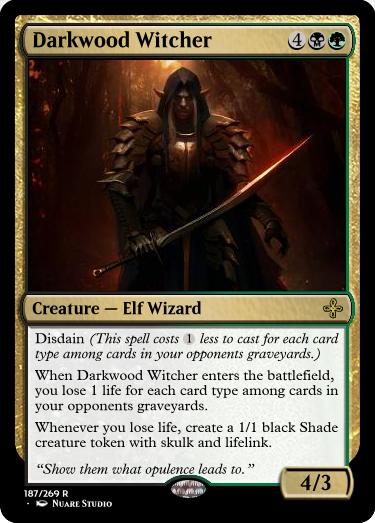 Darkwood Witcher 4
Creature — Elf Wizard
Disdain (This spell costs 1 less to cast for each card
type among cards in your opponents graveyards.)
When Darkwood Witcher enters the battlefield,
you lose 1 life for each card type among cards in
your opponents graveyards.
Whenever you lose life, create a 1/1 black Shade
creature token with skulk and lifelink.
“Show them what opulence leads to.”
4/3
187/269 R
· Nuare Studio